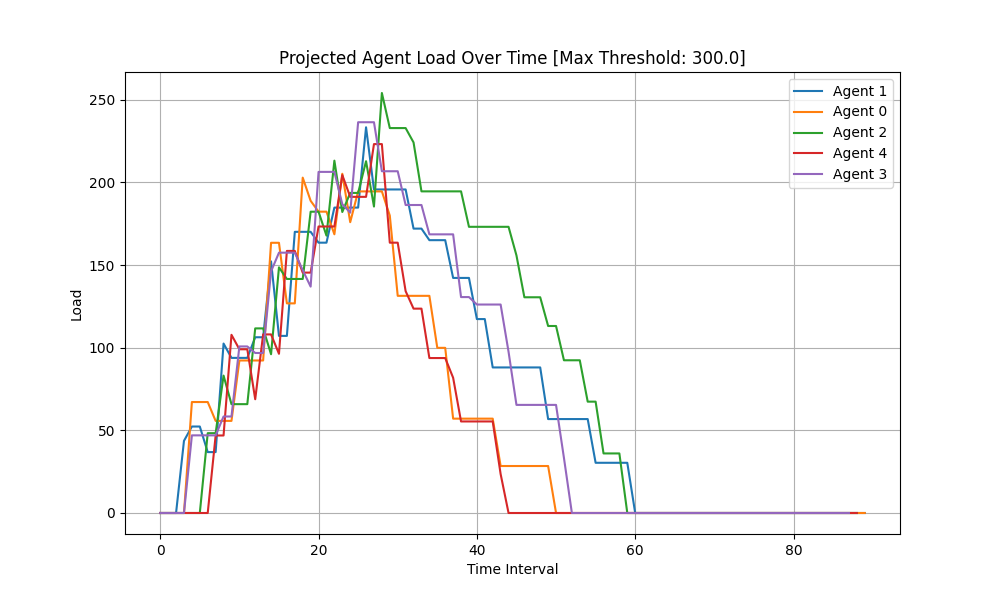 Projected Agent Load Over Time [Max Threshold: 300.0]
Agent 1
Agent 0
Agent 2
Agent 4
Agent 3
250
200
150
100
50
0
Load
0 20 40 60 80
Time Interval